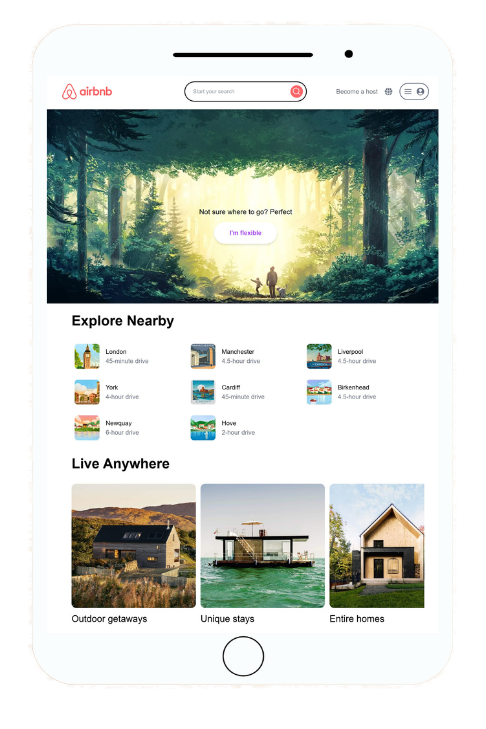 airbnb
Start your search
Become a host
Not sure where to go? Perfect
I'm flexible
Explore Nearby
London
45-minute drive
Manchester
4.5-hour drive
Liverpool
4.5-hour drive
York
4-hour drive
Cardiff
45-minute drive
Birkenhead
4.5-hour drive
Newquay
6-hour drive
Hove
2-hour drive
Live Anywhere
Outdoor getaways
Unique stays
Entire homes